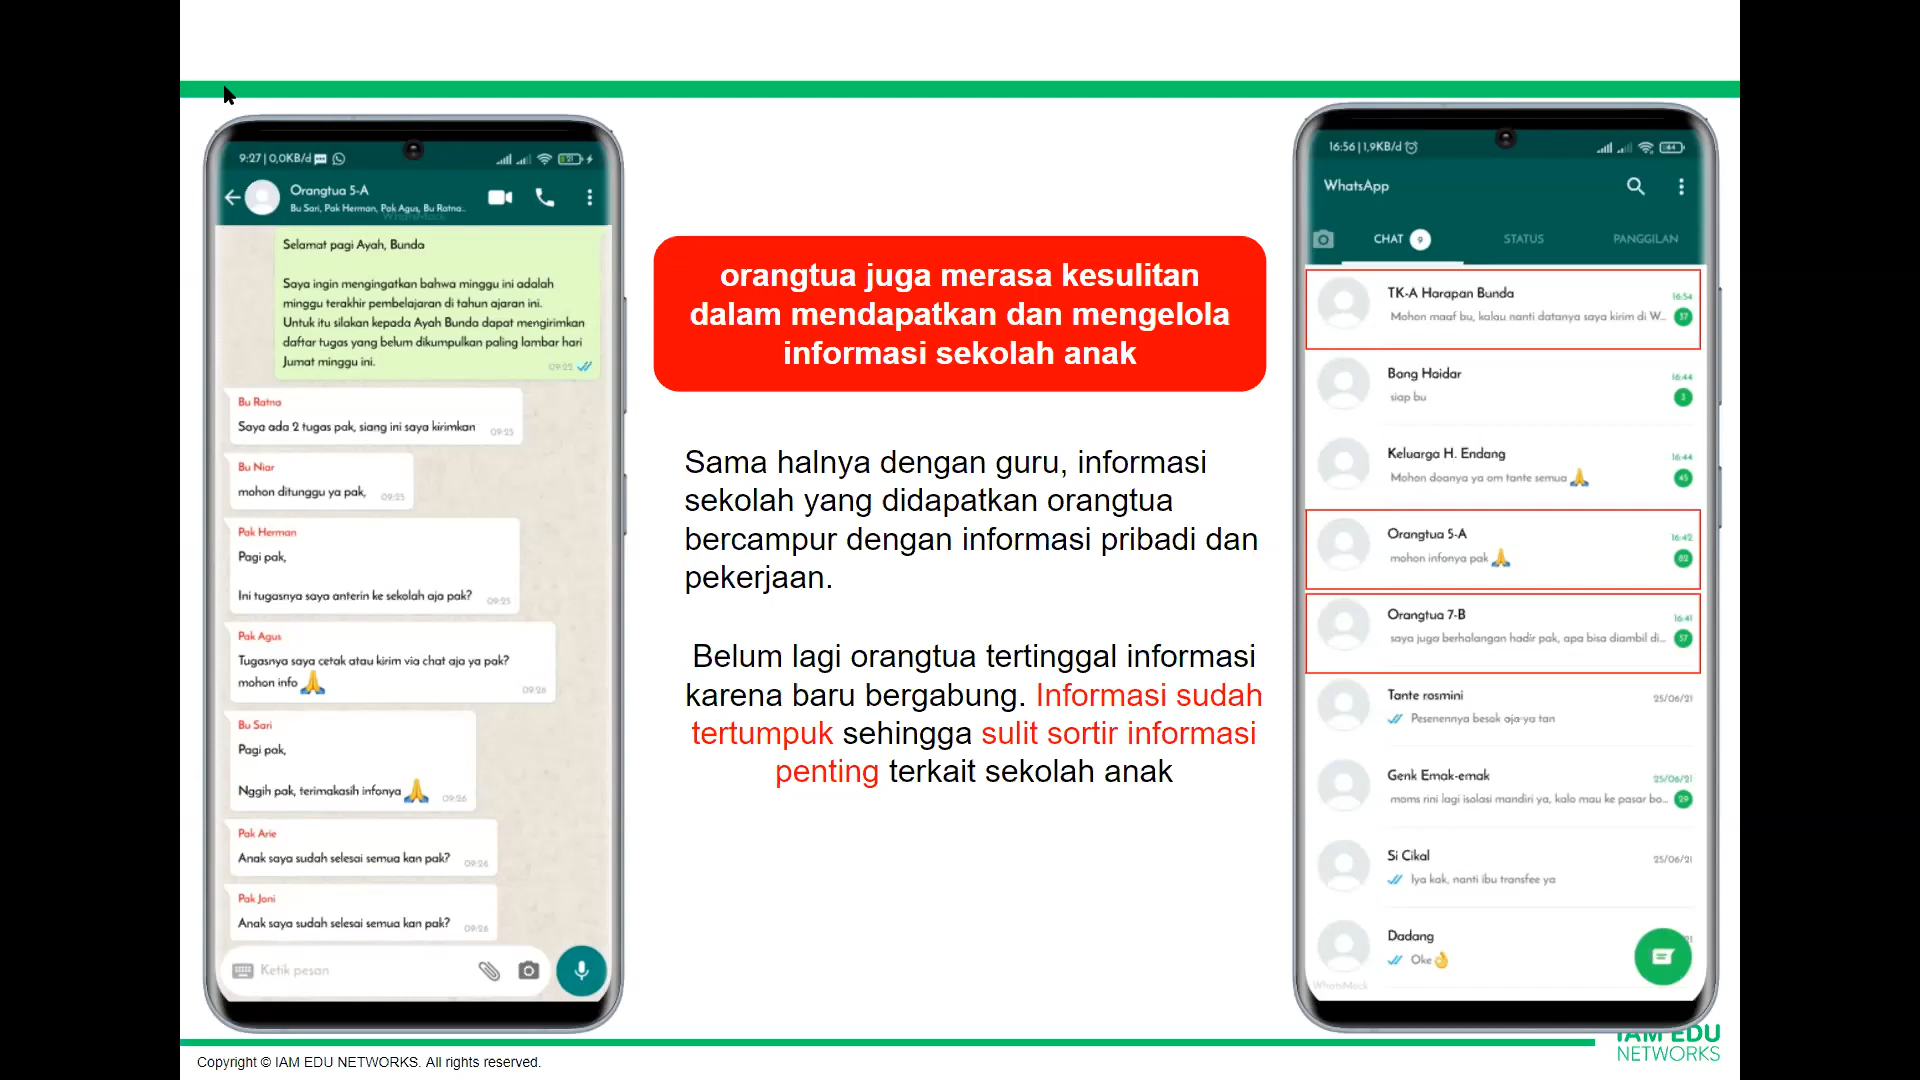 9:27 | 0,0KB/d
Orangtua 5-A
Bu Sari, Pak Herman, Pak Agus, Bu Ratna..
WhatsMock
Selamat pagi Ayah, Bunda
Saya ingin mengingatkan bahwa minggu ini adalah
minggu terakhir pembelajaran di tahun ajaran ini.
Untuk itu silakan kepada Ayah Bunda dapat mengirimkan
daftar tugas yang belum dikumpulkan paling lambar hari
Jumat minggu ini.
09:22
Bu Ratna
Saya ada 2 tugas pak, siang ini saya kirimkan
09:25
Bu Niar
mohon ditunggu ya pak,
09:25
Pak Herman
Pagi pak,
Ini tugasnya saya anterin ke sekolah aja pak?
09:25
Pak Agus
Tugasnya saya cetak atau kirim via chat aja ya pak?
mohon info🙏
09:26
Bu Sari
Pagi pak,
Nggih pak, terimakasih infonya 🙏
09:26
Pak Arie
Anak saya sudah selesai semua kan pak?
09:26
Pak Joni
Anak saya sudah selesai semua kan pak?
09:26
Ketik pesan
orangtua juga merasa kesulitan
dalam mendapatkan dan mengelola
informasi sekolah anak
Sama halnya dengan guru, informasi
sekolah yang didapatkan orangtua
bercampur dengan informasi pribadi dan
pekerjaan.
Belum lagi orangtua tertinggal informasi
karena baru bergabung. Informasi sudah
tertumpuk sehingga sulit sortir informasi
penting terkait sekolah anak
16:56 | 1,9KB/d
44
WhatsApp
CHAT 9
STATUS
PANGGILAN
TK-A Harapan Bunda
16:54
Mohon maaf bu, kalau nanti datanya saya kirim di W...
37
Bang Haidar
16:44
siap bu
3
Keluarga H. Endang
16:44
Mohon doanya ya om tante semua🙏
45
Orangtua 5-A
16:42
mohon infonya pak🙏
82
Orangtua 7-B
16:41
saya juga berhalangan hadir pak, apa bisa diambil di...
57
Tante rosmini
25/06/21
Pesenennya besok aja ya tan
Genk Emak-emak
25/06/21
moms rini lagi isolasi mandiri ya, kalo mau ke pasar bo...
29
Si Cikal
25/06/21
Iya kak, nanti ibu transfee ya
Dadang
Oke👌
WhatsMock
IAM EDU
NETWORKS
Copyright © IAM EDU NETWORKS. All rights reserved.